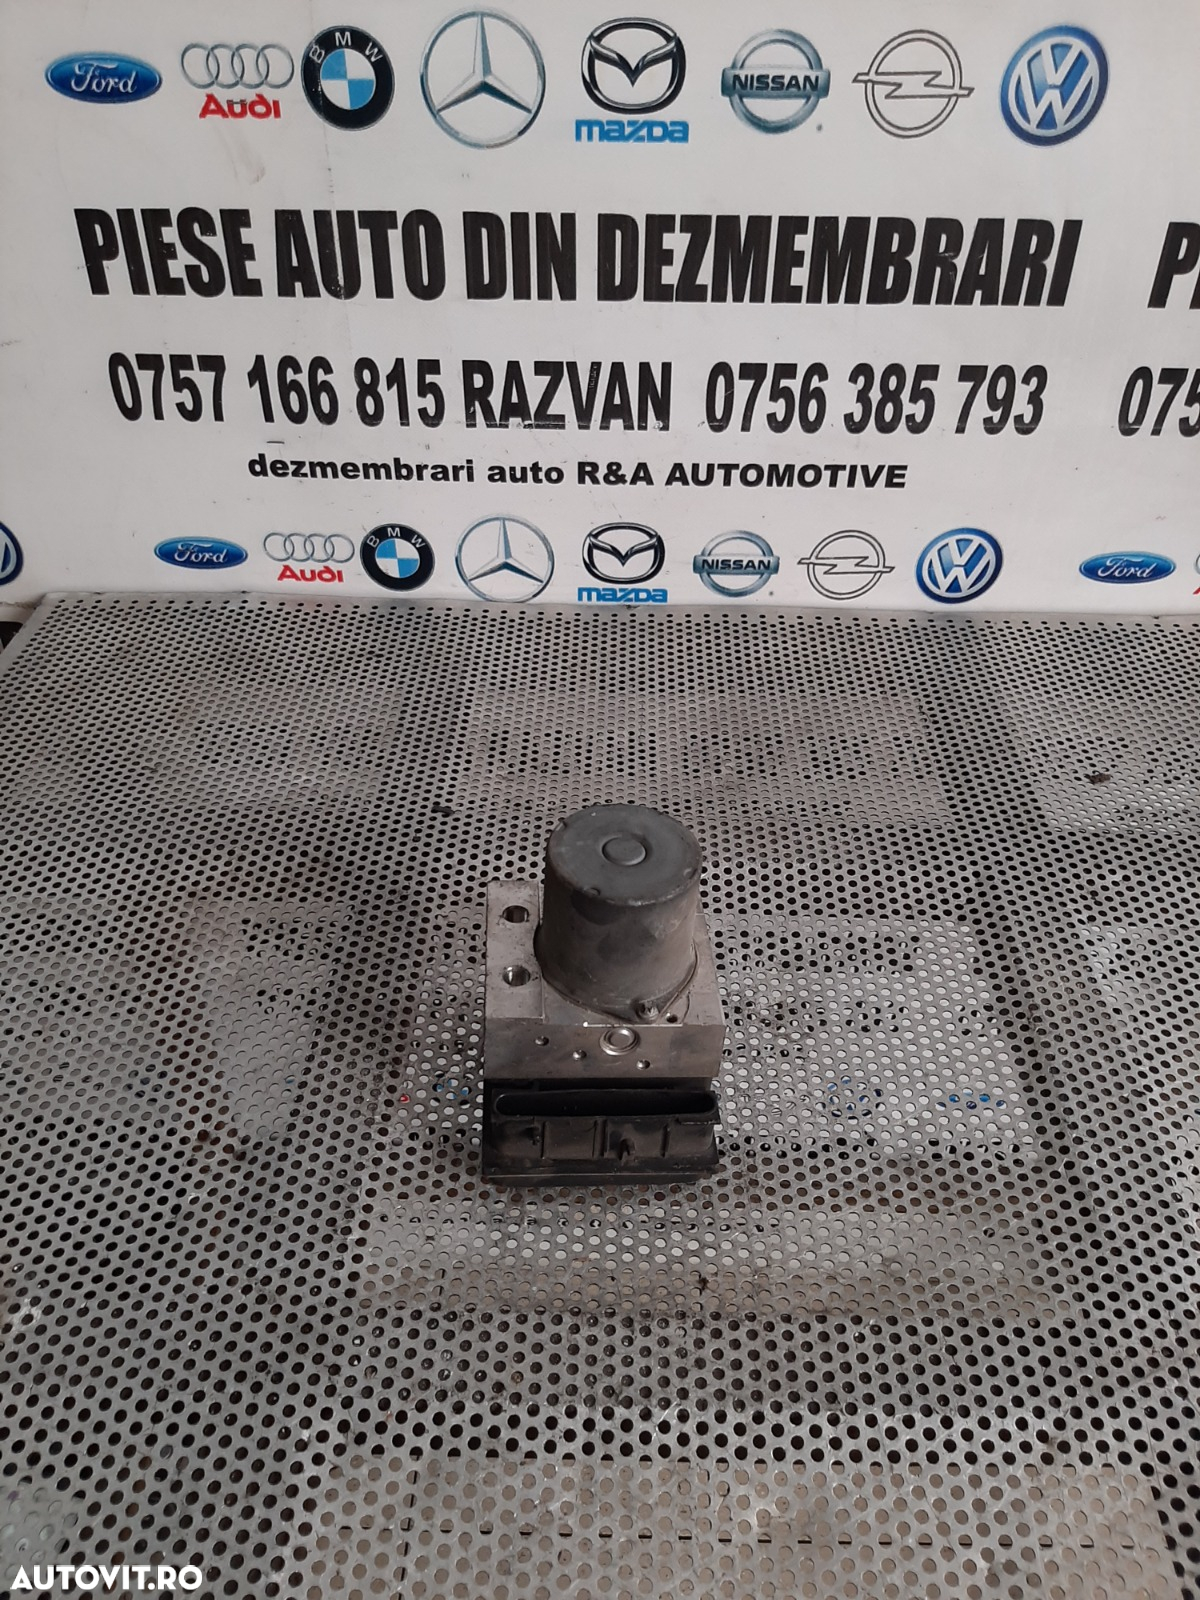 Ford Audi BMW mazda NISSAN
PIESE AUTO DIN DEZMEMBRARI
0757 166 815 RAZVAN 0756 385 793 075
dezmembrari auto R&A AUTOMOTIVE
Ford Audi BMW mazda NISSAN Ford
AUTOVIT.RO